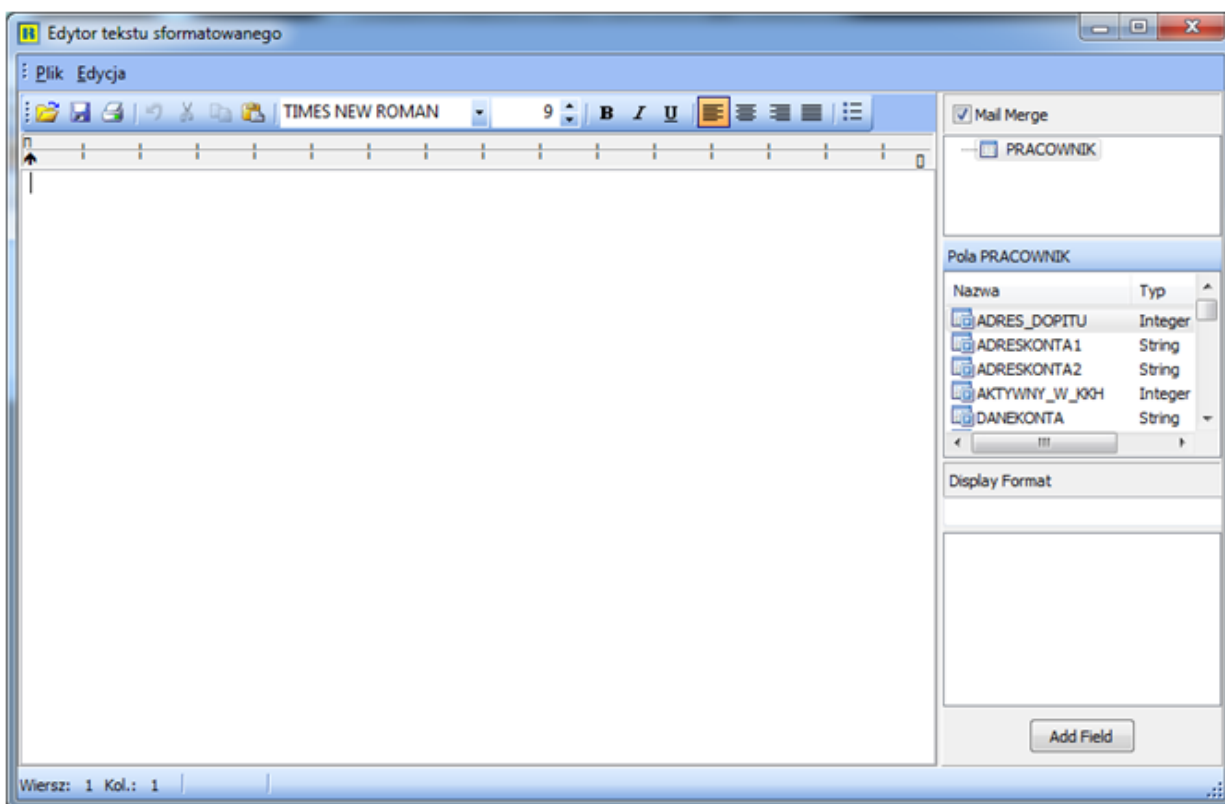 Edytor tekstu sformatowanego
Plik Edycja
TIMES NEW ROMAN 9 B I U
Mail Merge
PRACOWNIK
Pola PRACOWNIK
Nazwa Typ
ADRES_DOPITU Integer
ADRESKONTA1 String
ADRESKONTA2 String
AKTYWNY_W_KKH Integer
DANEKONTA String
Display Format
Add Field
Wiersz: 1 Kol.: 1